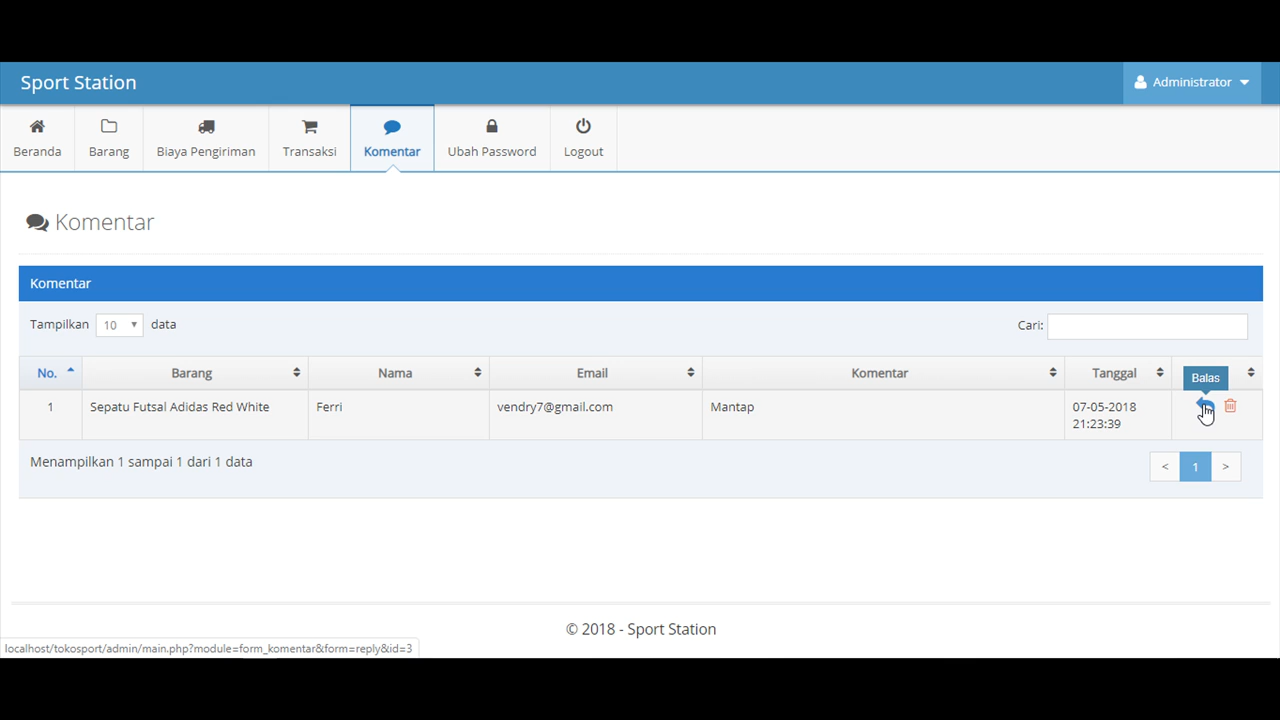 Sport Station
Administrator
Beranda
Barang
Biaya Pengiriman
Transaksi
Komentar
Ubah Password
Logout
Komentar
Komentar
Tampilkan 10 data
Cari:
No. Barang Nama Email Komentar Tanggal
Balas
1 Sepatu Futsal Adidas Red White Ferri vendry7@gmail.com Mantap 07-05-2018
21:23:39
Menampilkan 1 sampai 1 dari 1 data
< 1 >
© 2018 - Sport Station
localhost/tokosport/admin/main.php?module=form_komentar&form=reply&id=3